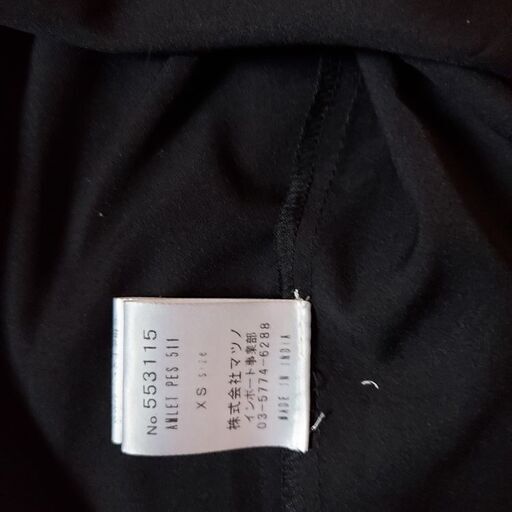 No 553115
AMLET PES 511
XS Size
株式会社マツノ
インポート事業部
03-5774-6288
MADE IN INDIA